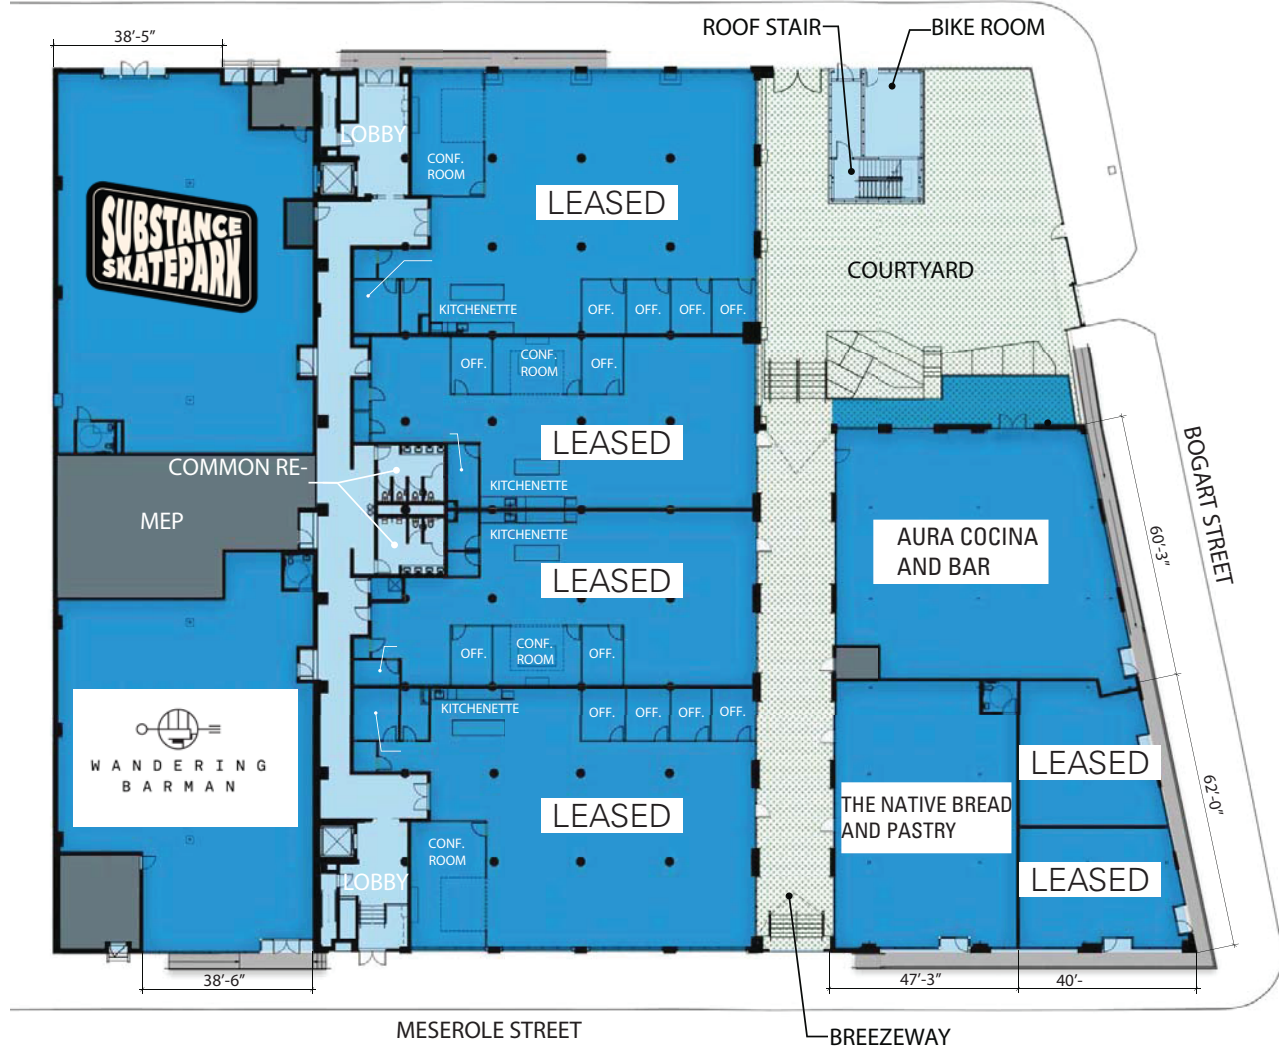 ROOF STAIR
BIKE ROOM
38'-5"
LOBBY
CONF.
ROOM
SUBSTANCE
SKATEPARK
LEASED
COURTYARD
KITCHENETTE
OFF.
OFF.
OFF.
OFF.
OFF.
CONF.
ROOM
OFF.
LEASED
COMMON RE-
KITCHENETTE
MEP
KITCHENETTE
LEASED
AURA COCINA
AND BAR
60'-3"
BOGART STREET
OFF.
CONF.
ROOM
OFF.
KITCHENETTE
OFF.
OFF.
OFF.
OFF.
WANDERING
BARMAN
LEASED
LEASED
62'-0"
THE NATIVE BREAD
AND PASTRY
CONF.
ROOM
LOBBY
LEASED
38'-6"
47'-3"
40'-
MESEROLE STREET
BREEZEWAY